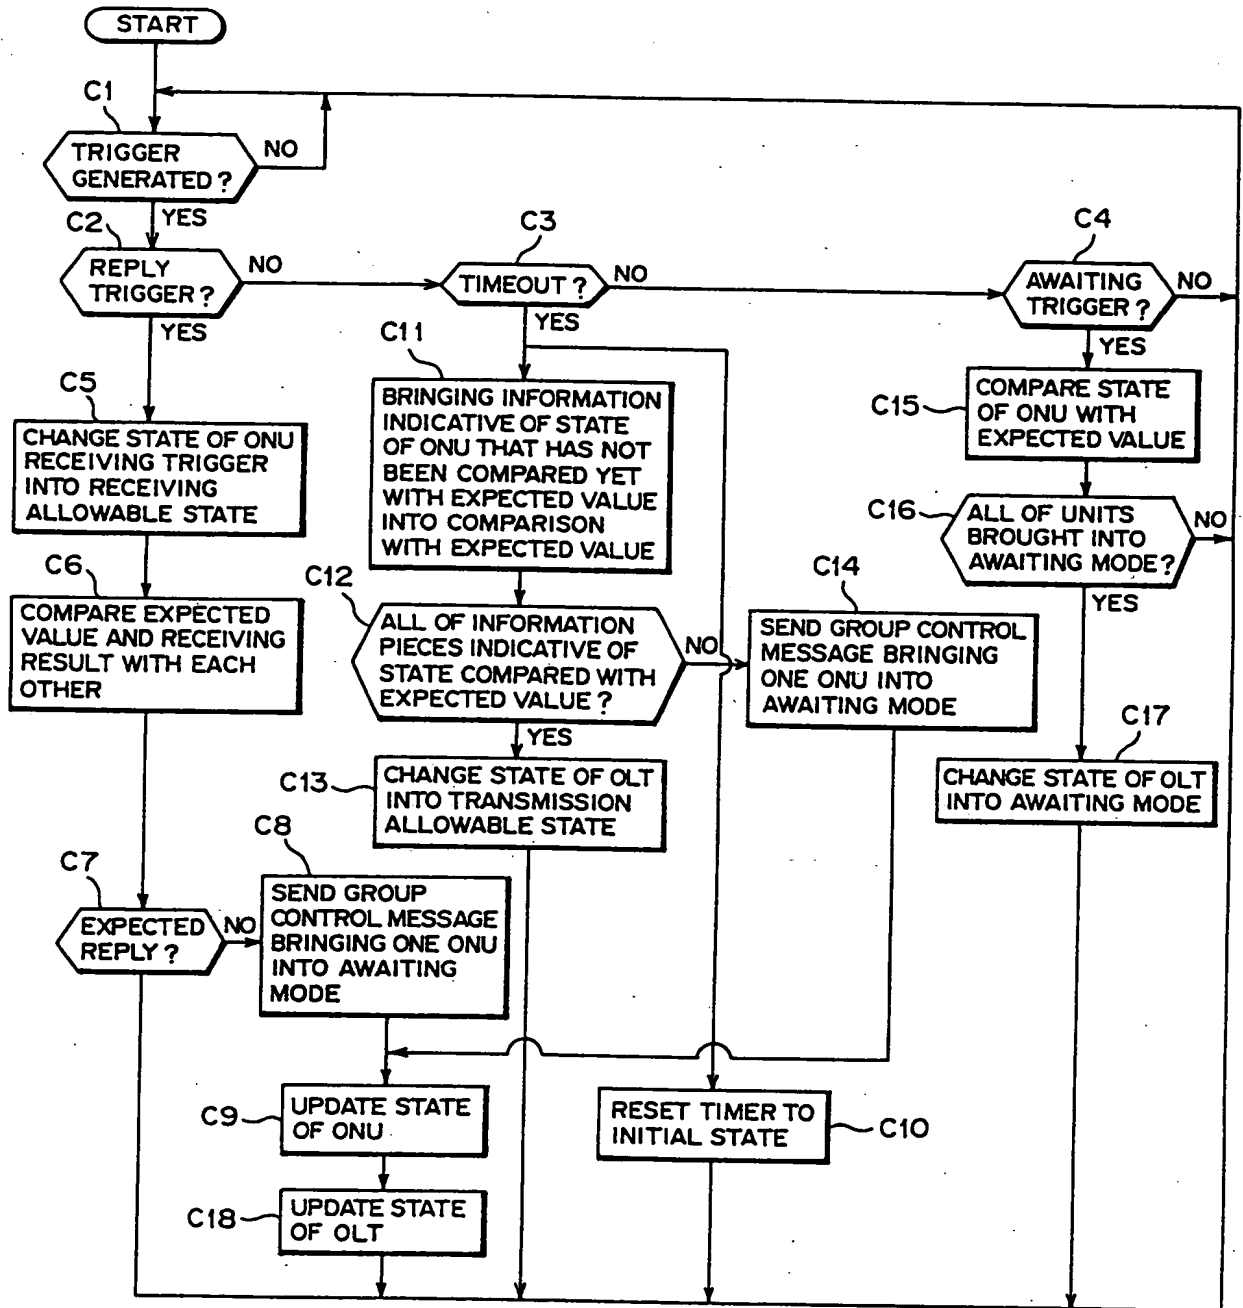 START
C1
TRIGGER
GENERATED?
NO
YES
C2
REPLY
TRIGGER?
NO
YES
C3
TIMEOUT?
NO
YES
C4
AWAITING
TRIGGER?
NO
YES
C5
CHANGE STATE OF ONU
RECEIVING TRIGGER
INTO RECEIVING
ALLOWABLE STATE
C6
COMPARE EXPECTED
VALUE AND RECEIVING
RESULT WITH EACH
OTHER
C7
EXPECTED
REPLY?
NO
C8
SEND GROUP
CONTROL MESSAGE
BRINGING ONE ONU
INTO AWAITING
MODE
C9
UPDATE STATE
OF ONU
C18
UPDATE STATE
OF OLT
C11
BRINGING INFORMATION
INDICATIVE OF STATE
OF ONU THAT HAS NOT
BEEN COMPARED YET
WITH EXPECTED VALUE
INTO COMPARISON
WITH EXPECTED VALUE
C12
ALL OF INFORMATION
PIECES INDICATIVE OF
STATE COMPARED WITH
EXPECTED VALUE?
NO
YES
C13
CHANGE STATE OF OLT
INTO TRANSMISSION
ALLOWABLE STATE
C14
SEND GROUP CONTROL
MESSAGE BRINGING
ONE ONU INTO
AWAITING MODE
RESET TIMER TO
INITIAL STATE
C10
C15
COMPARE STATE
OF ONU WITH
EXPECTED VALUE
C16
ALL OF UNITS
BROUGHT INTO
AWAITING MODE?
NO
YES
C17
CHANGE STATE OF OLT
INTO AWAITING MODE